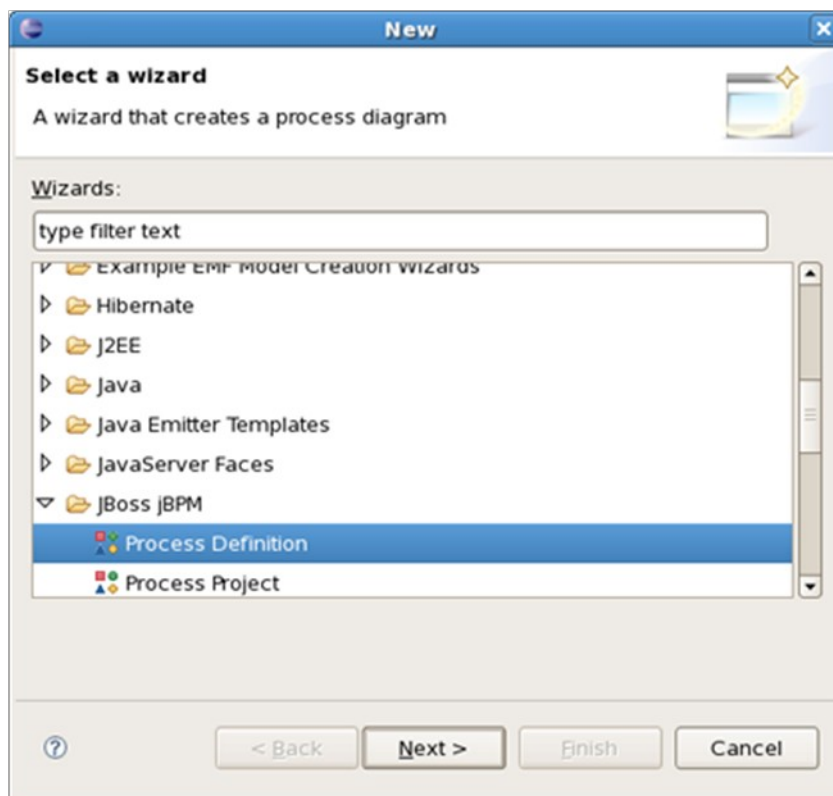 New
Select a wizard
A wizard that creates a process diagram
Wizards:
type filter text
Example EMF Model Creation Wizards
Hibernate
J2EE
Java
Java Emitter Templates
JavaServer Faces
JBoss jBPM
Process Definition
Process Project
? < Back Next > Finish Cancel